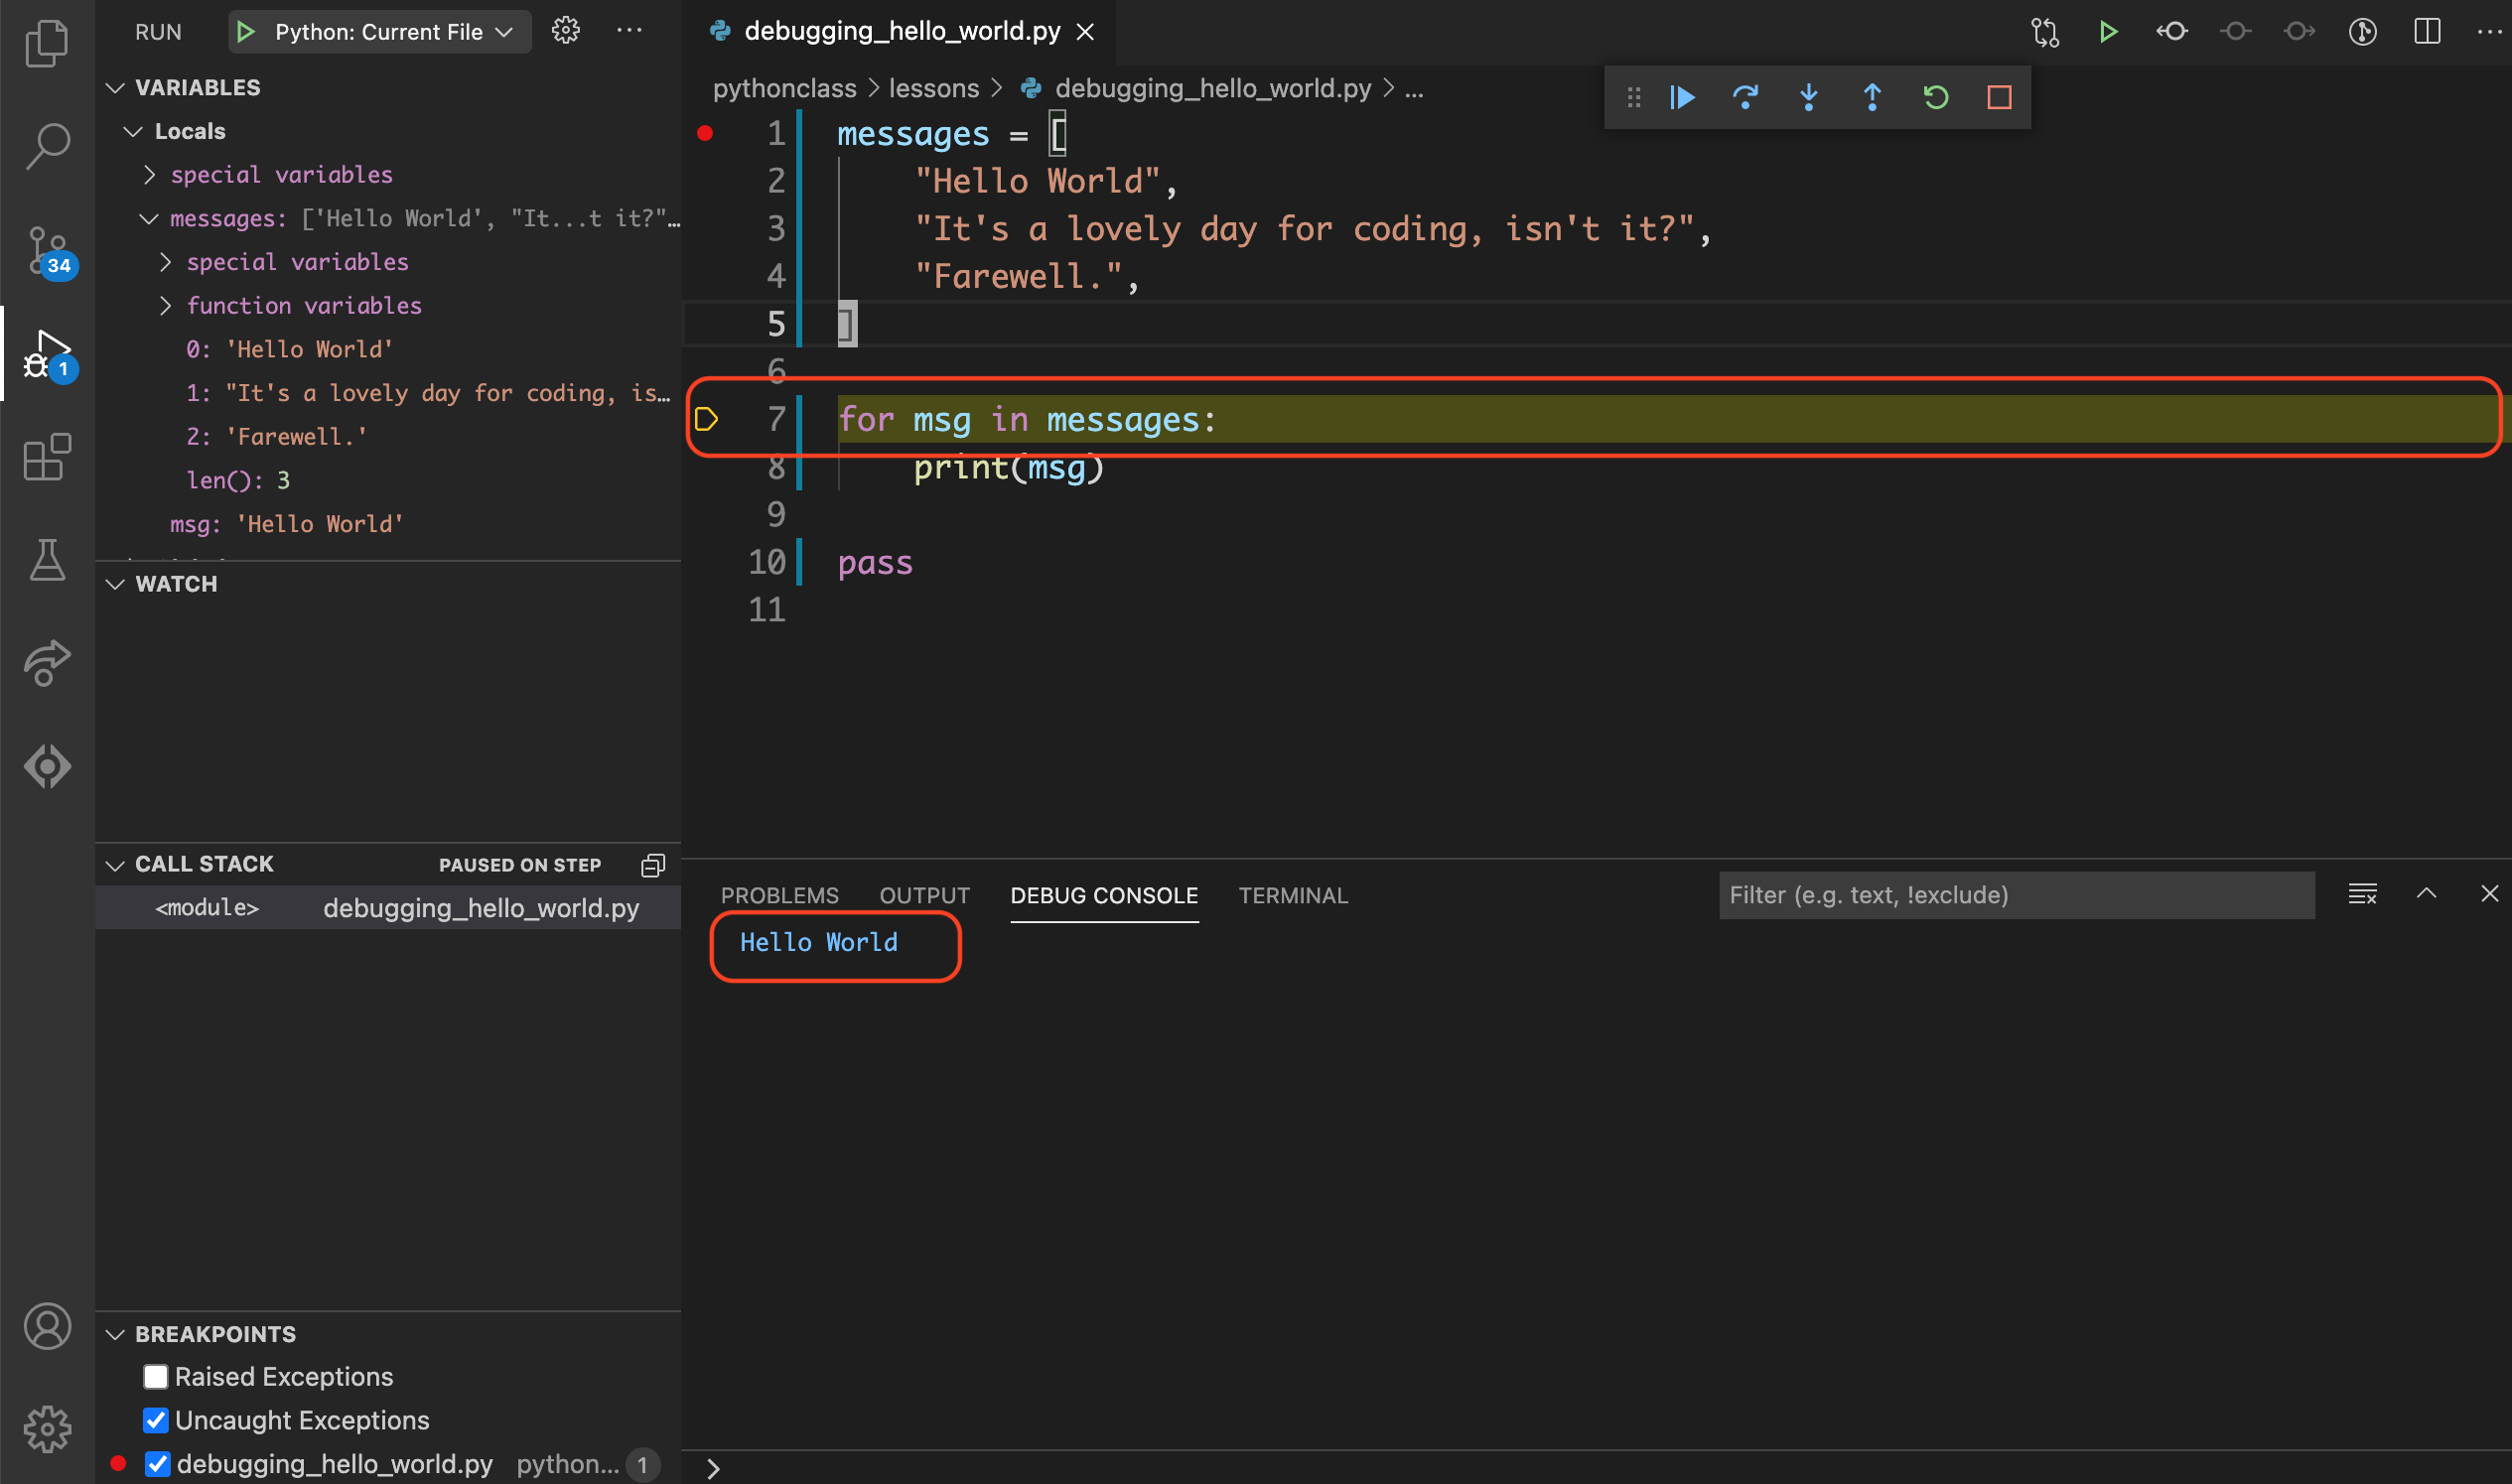 RUN
Python: Current File
VARIABLES
Locals
special variables
messages: ['Hello World', "It...t it?"…
special variables
function variables
0: 'Hello World'
1: "It's a lovely day for coding, is…
2: 'Farewell.'
len(): 3
msg: 'Hello World'
WATCH
CALL STACK
PAUSED ON STEP
<module> debugging_hello_world.py
BREAKPOINTS
Raised Exceptions
Uncaught Exceptions
debugging_hello_world.py python... 1
34
1
debugging_hello_world.py
pythonclass > lessons > debugging_hello_world.py > ...
1 messages = [
2     "Hello World",
3     "It's a lovely day for coding, isn't it?",
4     "Farewell.",
5 ]
6
7 for msg in messages:
8     print(msg)
9
10 pass
11
PROBLEMS OUTPUT DEBUG CONSOLE TERMINAL
Filter (e.g. text, !exclude)
Hello World